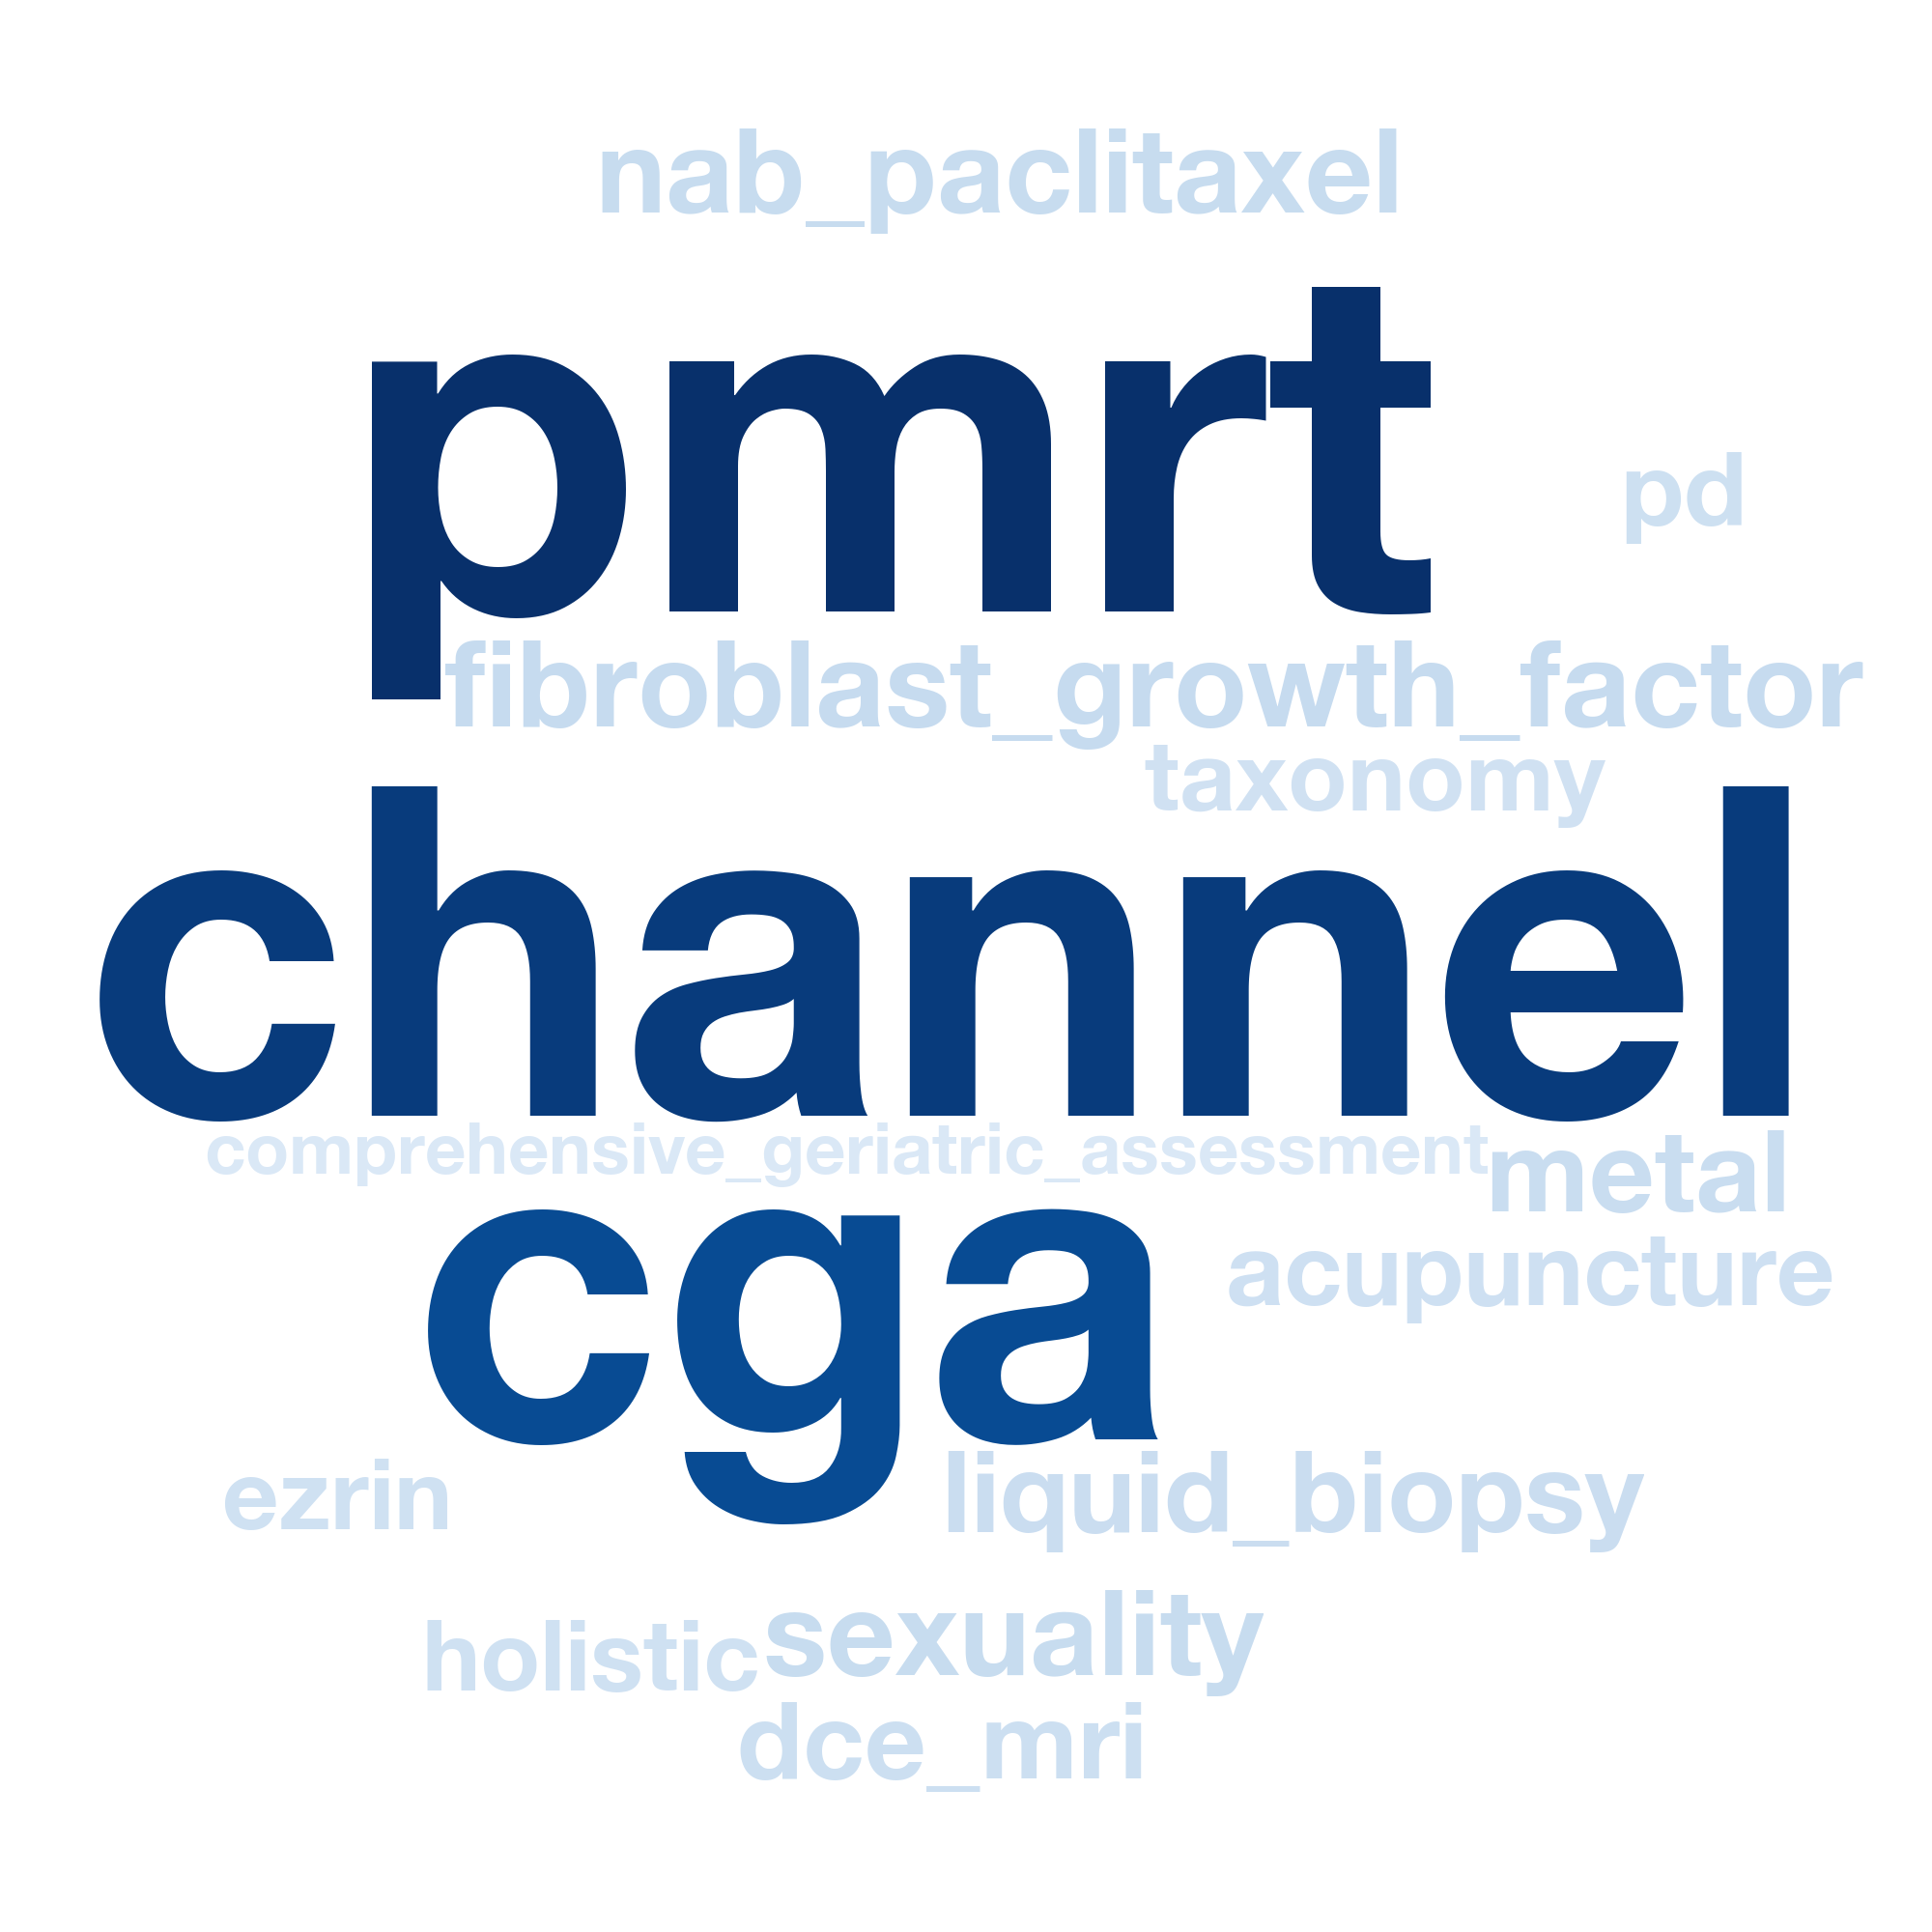 nab_paclitaxel
pmrt
pd
fibroblast_growth_factor
taxonomy
channel
comprehensive_geriatric_assessment
metal
cga
acupuncture
ezrin
liquid_biopsy
holistic
sexuality
dce_mri